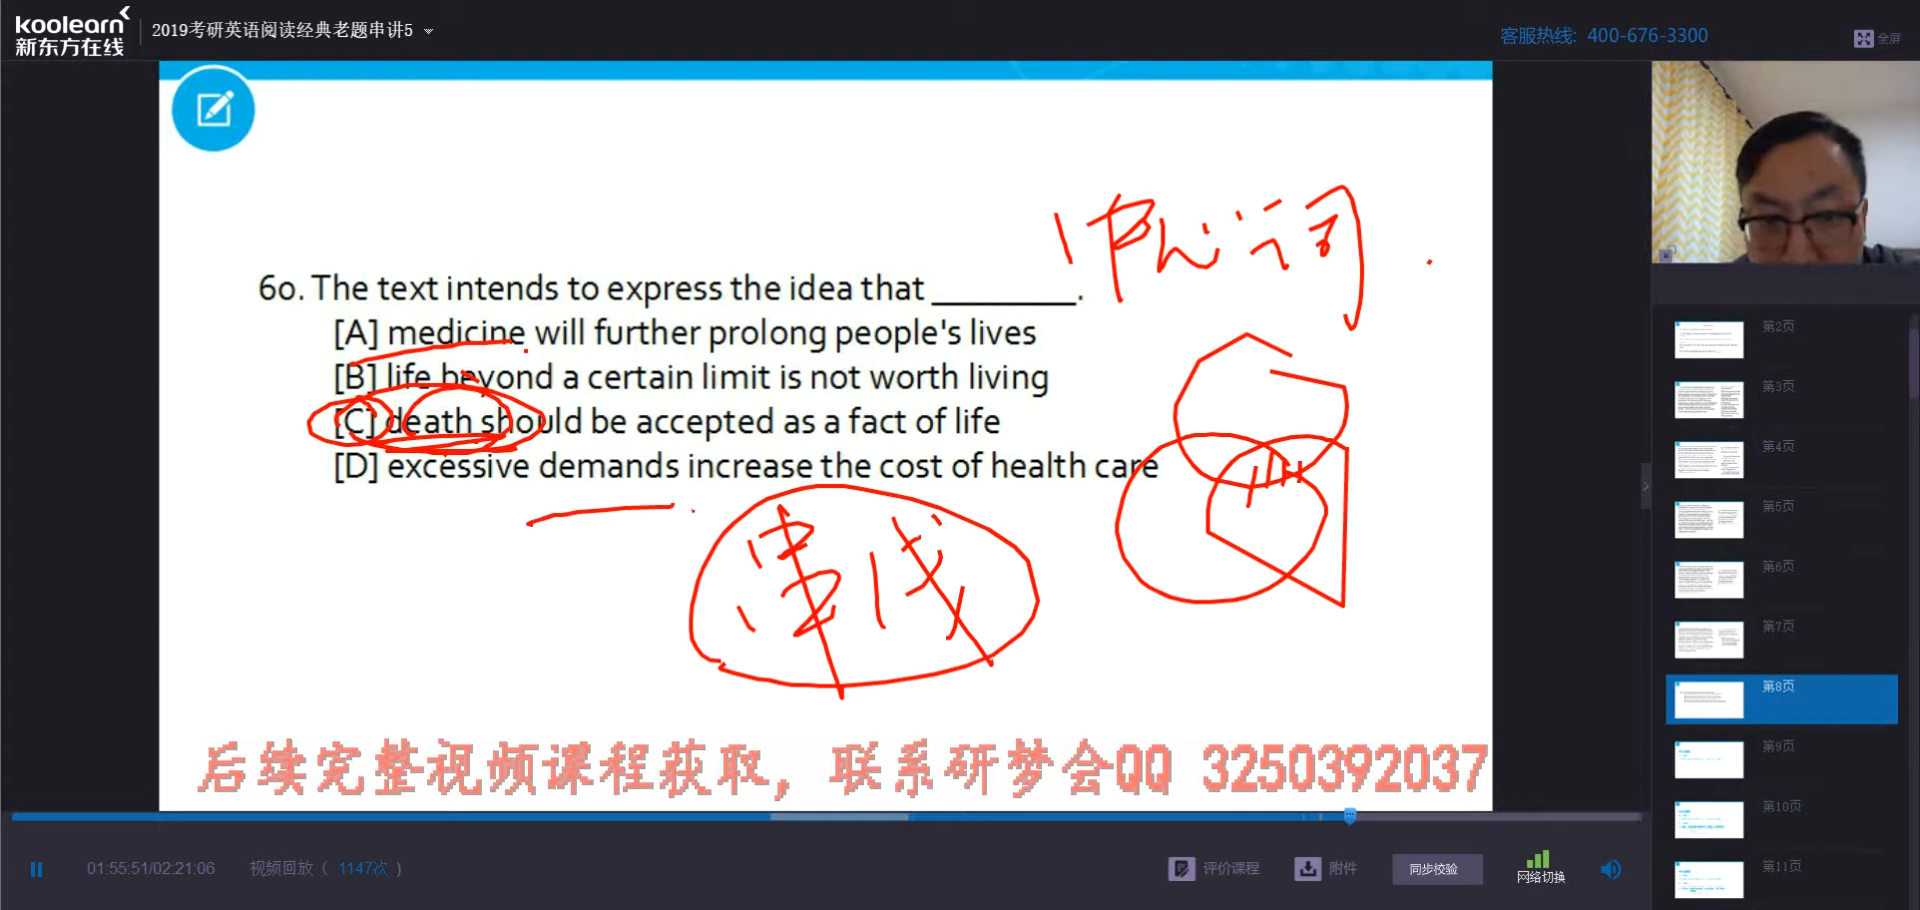 koolearn
新东方在线
2019考研英语阅读经典老题串讲5
客服热线: 400-676-3300
全屏
中心词
60. The text intends to express the idea that ________.
[A] medicine will further prolong people's lives
[B] life beyond a certain limit is not worth living
[C] death should be accepted as a fact of life
[D] excessive demands increase the cost of health care
串线
后续完整视频课程获取，联系研梦会QQ 3250392037
01:55:51/02:21:06
视频回放（ 1147次 ）
评价课程
附件
同步校验
网络切换
第2页
第3页
第4页
第5页
第6页
第7页
第8页
第9页
第10页
第11页